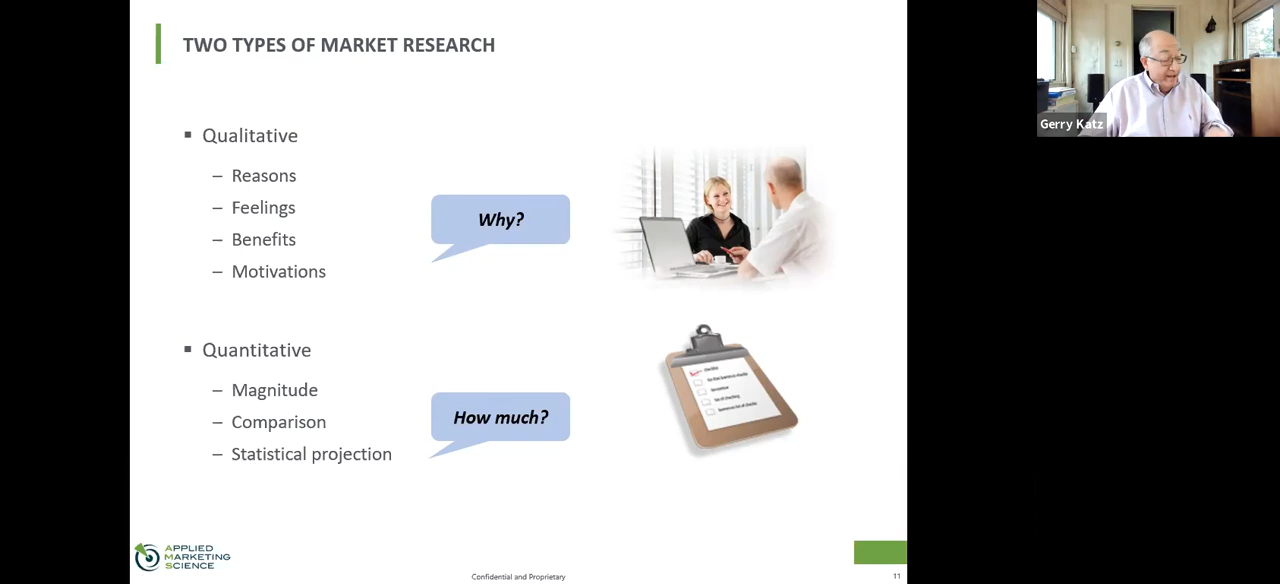 TWO TYPES OF MARKET RESEARCH
Qualitative
– Reasons
– Feelings
– Benefits
– Motivations
Why?
Quantitative
– Magnitude
– Comparison
– Statistical projection
How much?
APPLIED
MARKETING
SCIENCE
Confidential and Proprietary
11
Gerry Katz